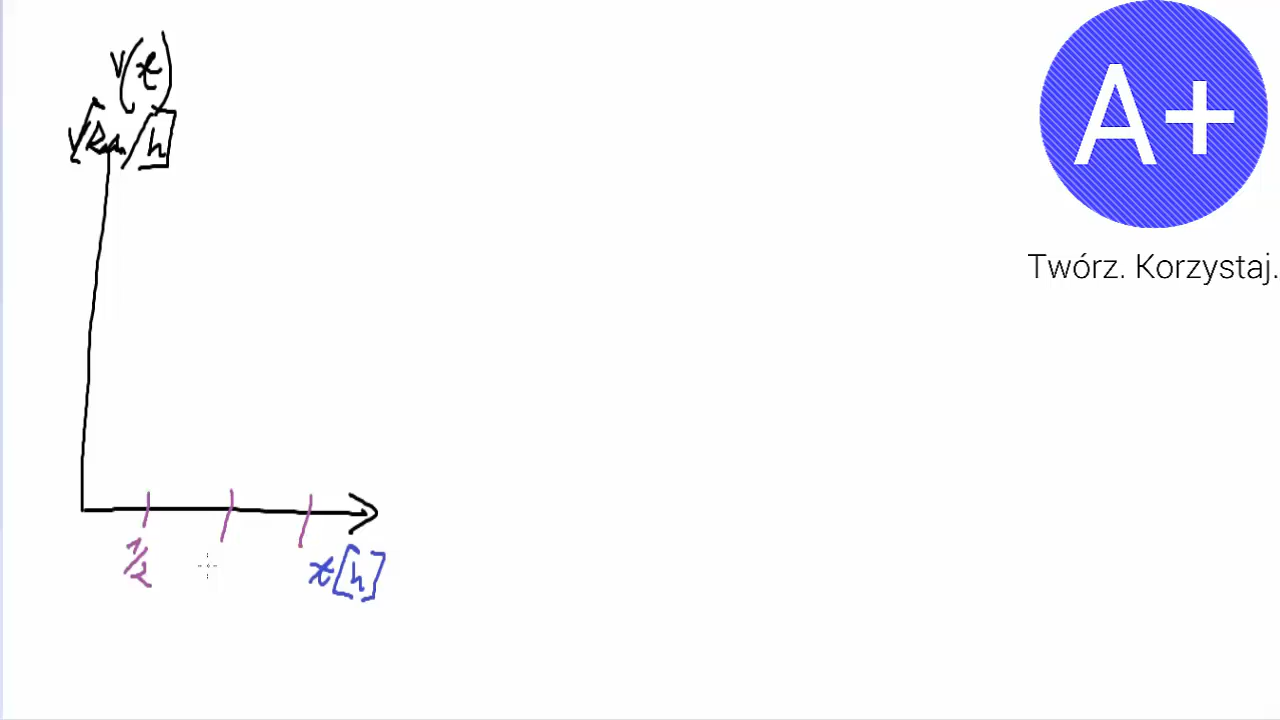 v(t)
[km/h]
1/2
t[h]
A+
Twórz. Korzystaj.